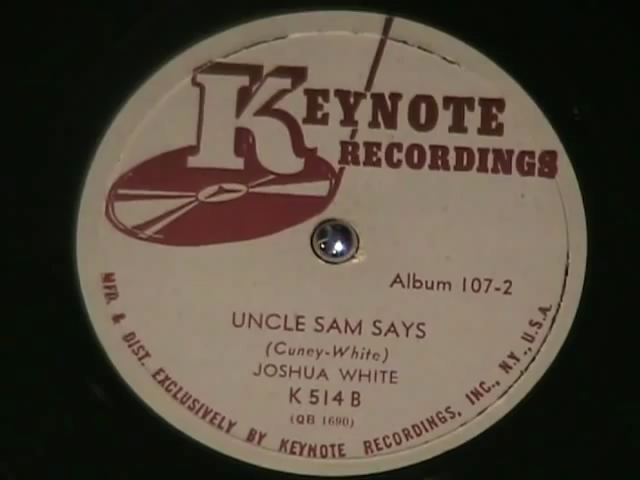 KEYNOTE
RECORDINGS
Album 107-2
UNCLE SAM SAYS
(Cuney-White)
JOSHUA WHITE
K 514 B
(QB 1690)
MFD. & DIST. EXCLUSIVELY BY KEYNOTE RECORDINGS, INC., N.Y., U.S.A.